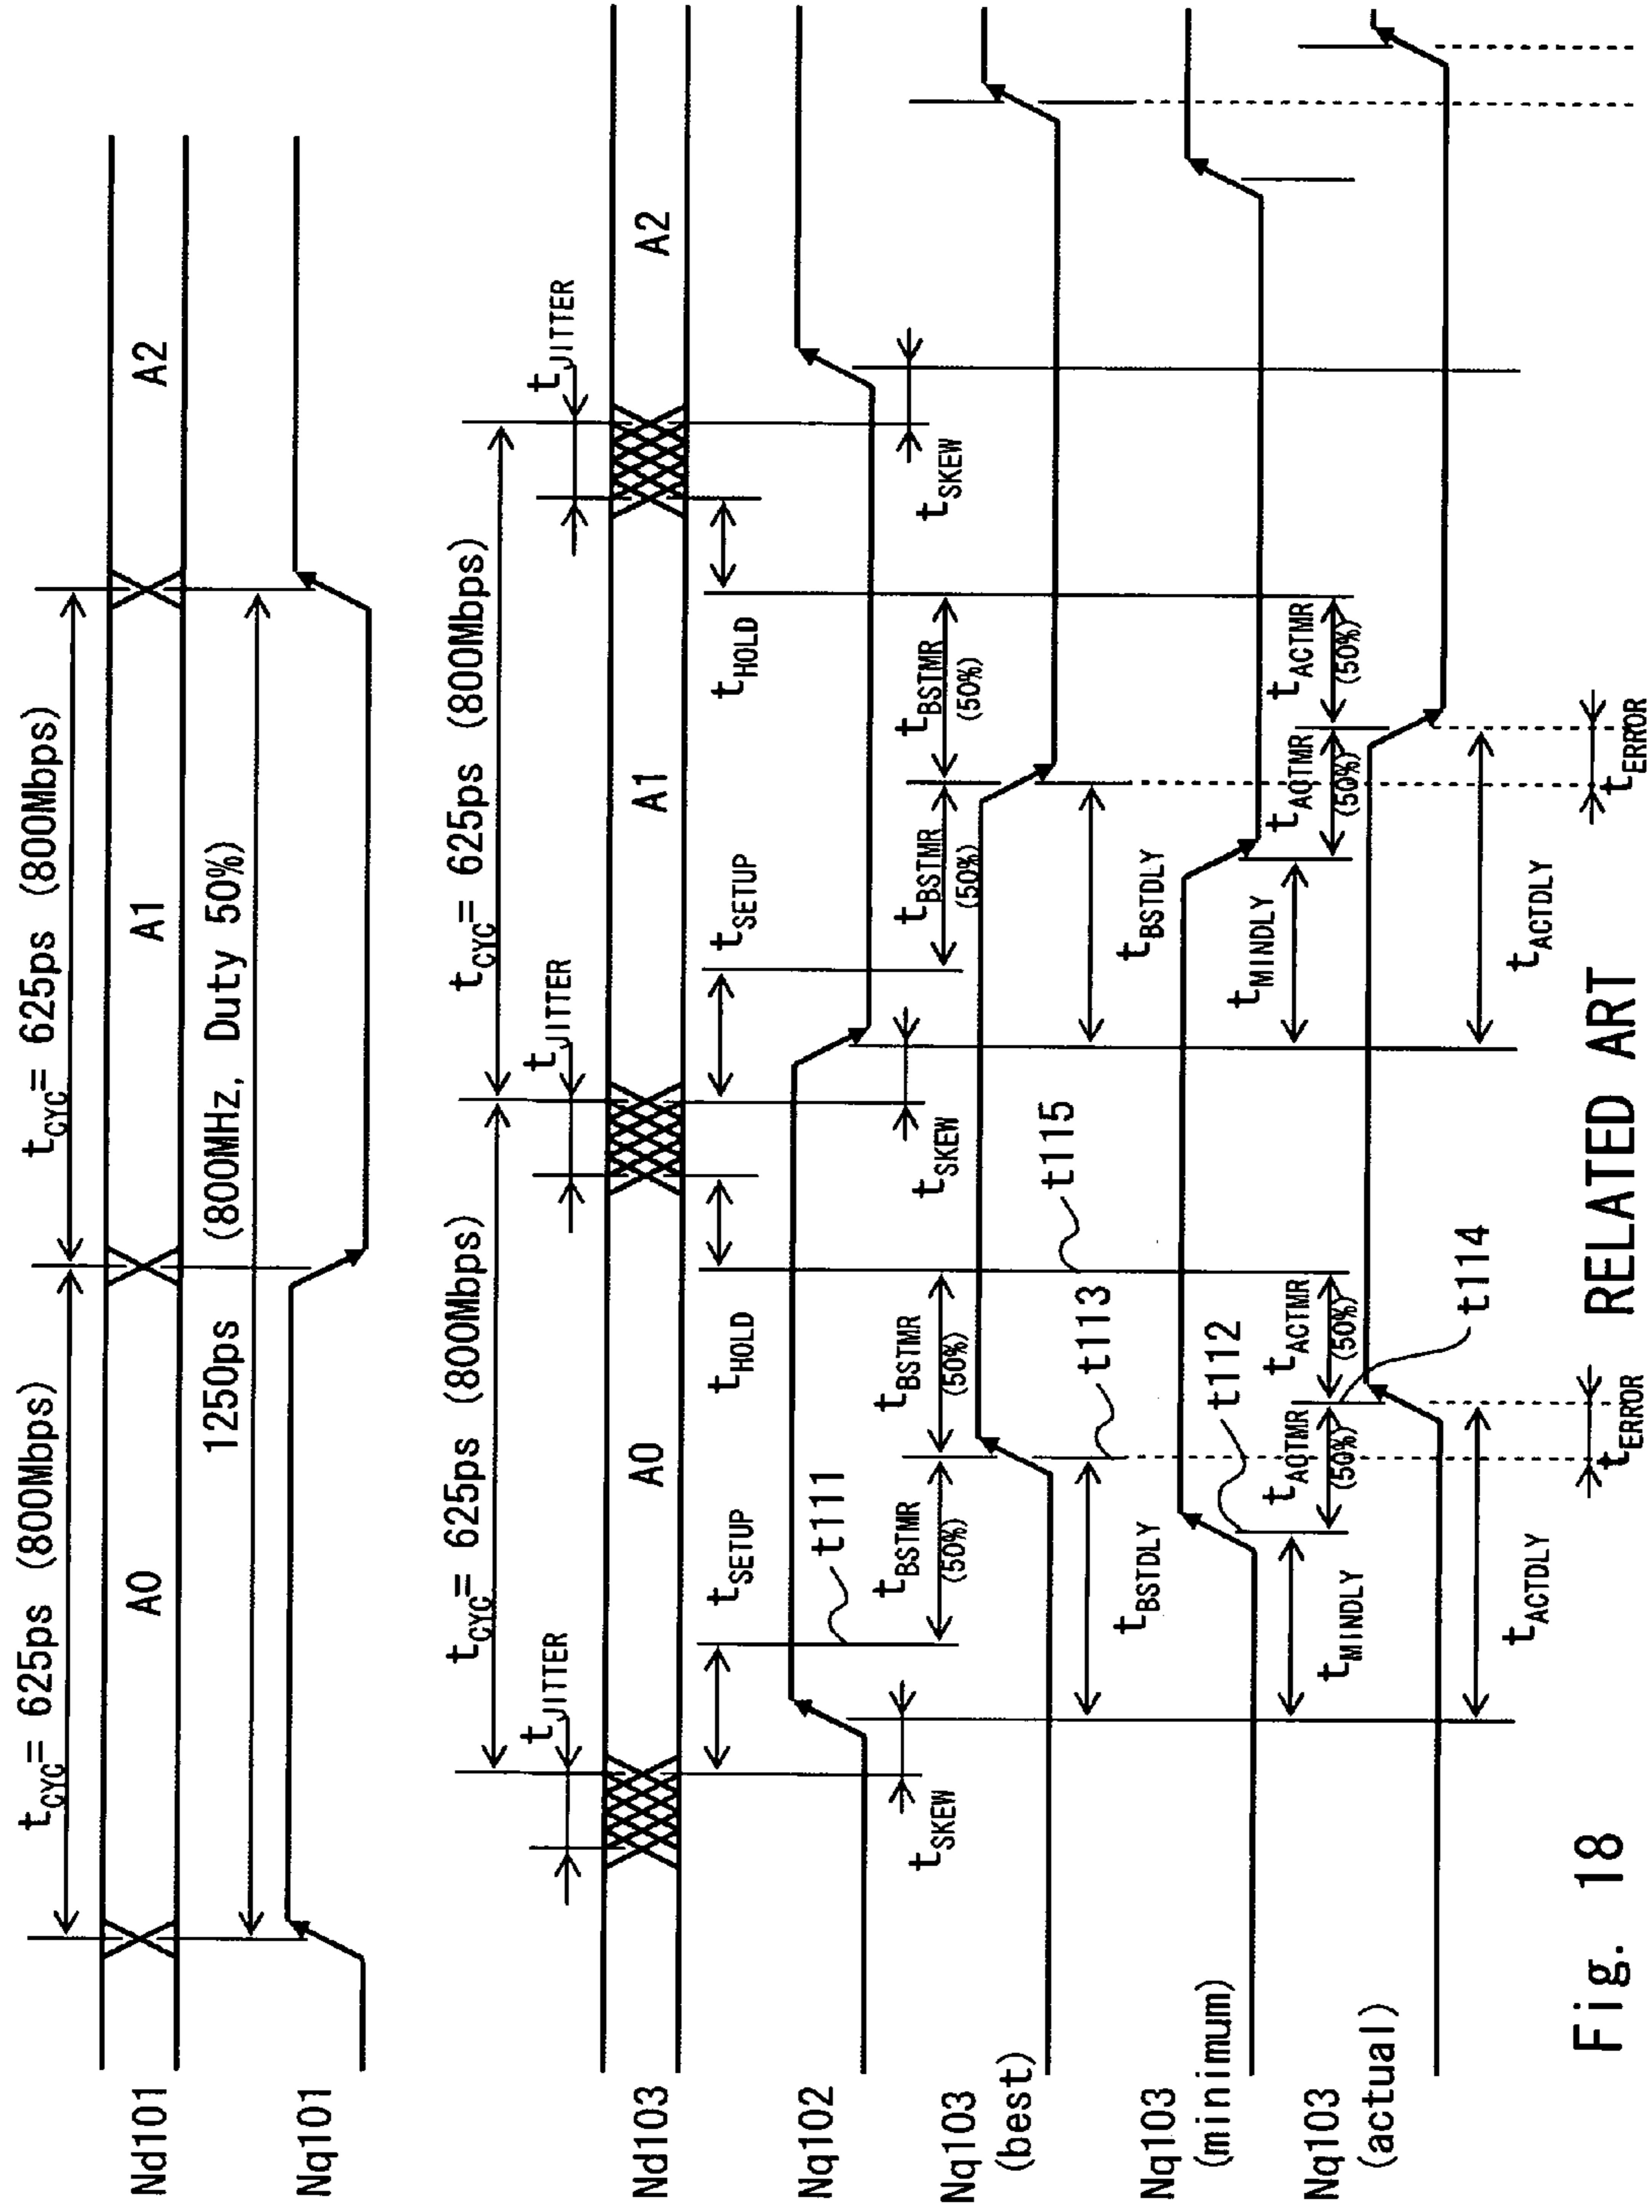 tCYC= 625ps (800Mbps)
tCYC= 625ps (800Mbps)
Nd101
A0
A1
A2
1250ps
(800MHz, Duty 50%)
Nq101
tCYC= 625ps (800Mbps)
tCYC= 625ps (800Mbps)
tJITTER
tJITTER
tJITTER
Nd103
A0
A1
A2
tSETUP
tHOLD
tSETUP
tHOLD
Nq102
t111
tSKEW
tSKEW
tSKEW
tBSTMR
(50%)
tBSTMR
(50%)
tBSTMR
(50%)
tBSTMR
(50%)
Nq103
(best)
t115
t113
tBSTDLY
tBSTDLY
Nq103
(minimum)
t112
tMINDLY
tMINDLY
tAOTMR
(50%)
tACTMR
(50%)
tAOTMR
(50%)
tACTMR
(50%)
Nq103
(actual)
t114
tACTDLY
tACTDLY
tERROR
tERROR
Fig. 18
RELATED ART